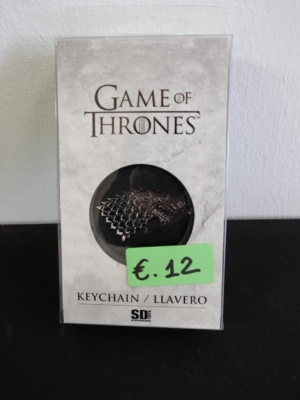 GAME OF
THRONES
€.12
KEYCHAIN / LLAVERO
SD